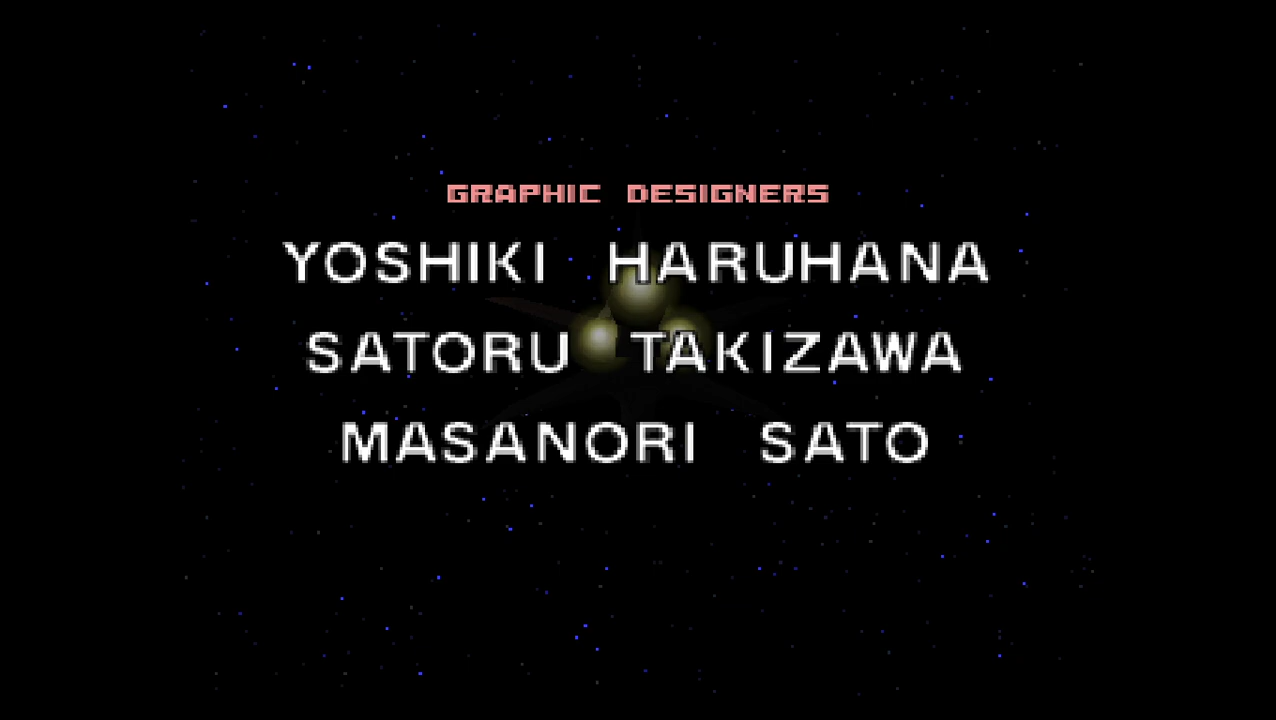 GRAPHIC DESIGNERS
YOSHIKI HARUHANA
SATORU TAKIZAWA
MASANORI SATO